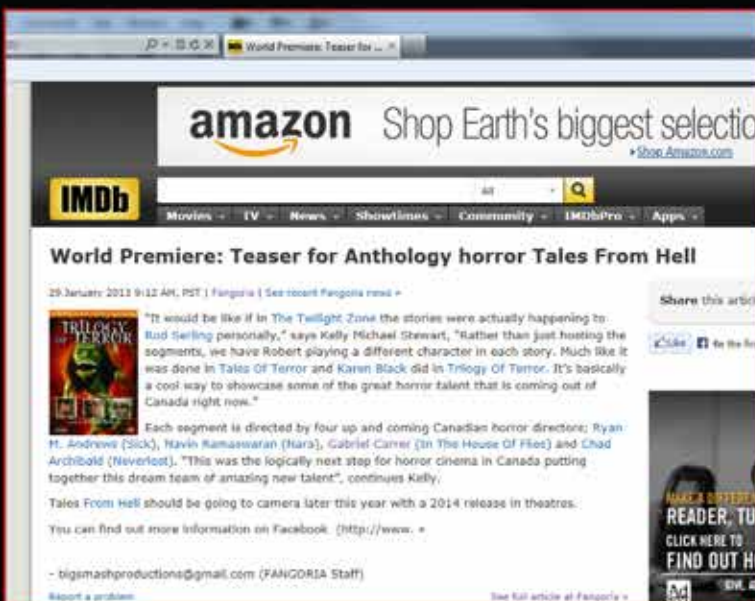 World Premiere: Teaser for ...
amazon Shop Earth's biggest selectio
Shop Amazon.com
IMDb
All
Movies TV News Showtimes Community IMDbPro Apps
World Premiere: Teaser for Anthology horror Tales From Hell
29 January 2013 9:12 AM, PST | Fangoria | See recent Fangoria news »
Share this artic
TRILOGY OF TERROR
"It would be like if in The Twilight Zone the stories were actually happening to
Rod Serling personally," says Kelly Michael Stewart, "Rather than just hosting the
segments, we have Robert playing a different character in each story. Much like it
was done in Tales Of Terror and Karen Black did in Trilogy Of Terror. It's basically
a cool way to showcase some of the great horror talent that is coming out of
Canada right now."
Like Be the firs
Each segment is directed by four up and coming Canadian horror directors; Ryan
M. Andrews (Sick), Navin Ramaswaran (Nara), Gabriel Carrer (In The House Of Flies) and Chad
Archibald (Neverlost). "This was the logically next step for horror cinema in Canada putting
together this dream team of amazing new talent", continues Kelly.
Tales From Hell should be going to camera later this year with a 2014 release in theatres.
You can find out more information on Facebook (http://www. »
- bigsmashproductions@gmail.com (FANGORIA Staff)
Report a problem
See full article at Fangoria »
MAKE A DIFFERE
READER, TU
CLICK HERE TO
FIND OUT H
Ad